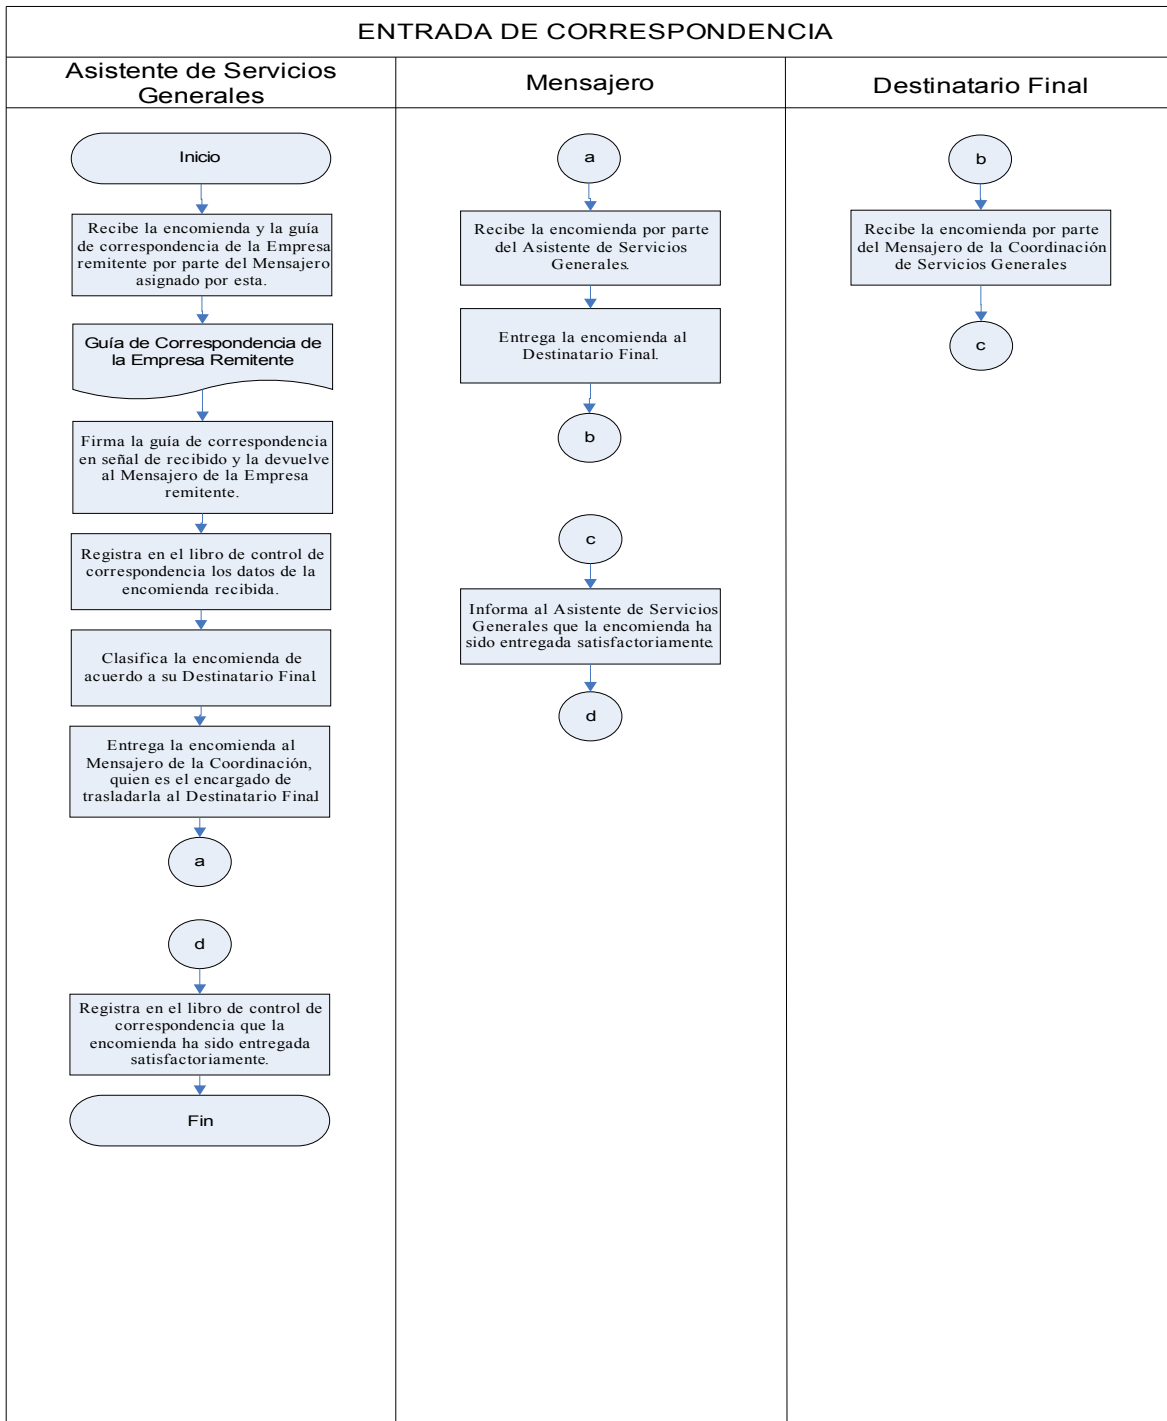 ENTRADA DE CORRESPONDENCIA
Asistente de Servicios
Generales
Mensajero
Destinatario Final
Inicio
Recibe la encomienda y la guía
de correspondencia de la Empresa
remitente por parte del Mensajero
asignado por esta.
Guía de Correspondencia de
la Empresa Remitente
Firma la guía de correspondencia
en señal de recibido y la devuelve
al Mensajero de la Empresa
remitente.
Registra en el libro de control de
correspondencia los datos de la
encomienda recibida.
Clasifica la encomienda de
acuerdo a su Destinatario Final
Entrega la encomienda al
Mensajero de la Coordinación,
quien es el encargado de
trasladarla al Destinatario Final
a
d
Registra en el libro de control de
correspondencia que la
encomienda ha sido entregada
satisfactoriamente.
Fin
a
Recibe la encomienda por parte
del Asistente de Servicios
Generales.
Entrega la encomienda al
Destinatario Final.
b
c
Informa al Asistente de Servicios
Generales que la encomienda ha
sido entregada satisfactoriamente.
d
b
Recibe la encomienda por parte
del Mensajero de la Coordinación
de Servicios Generales
c